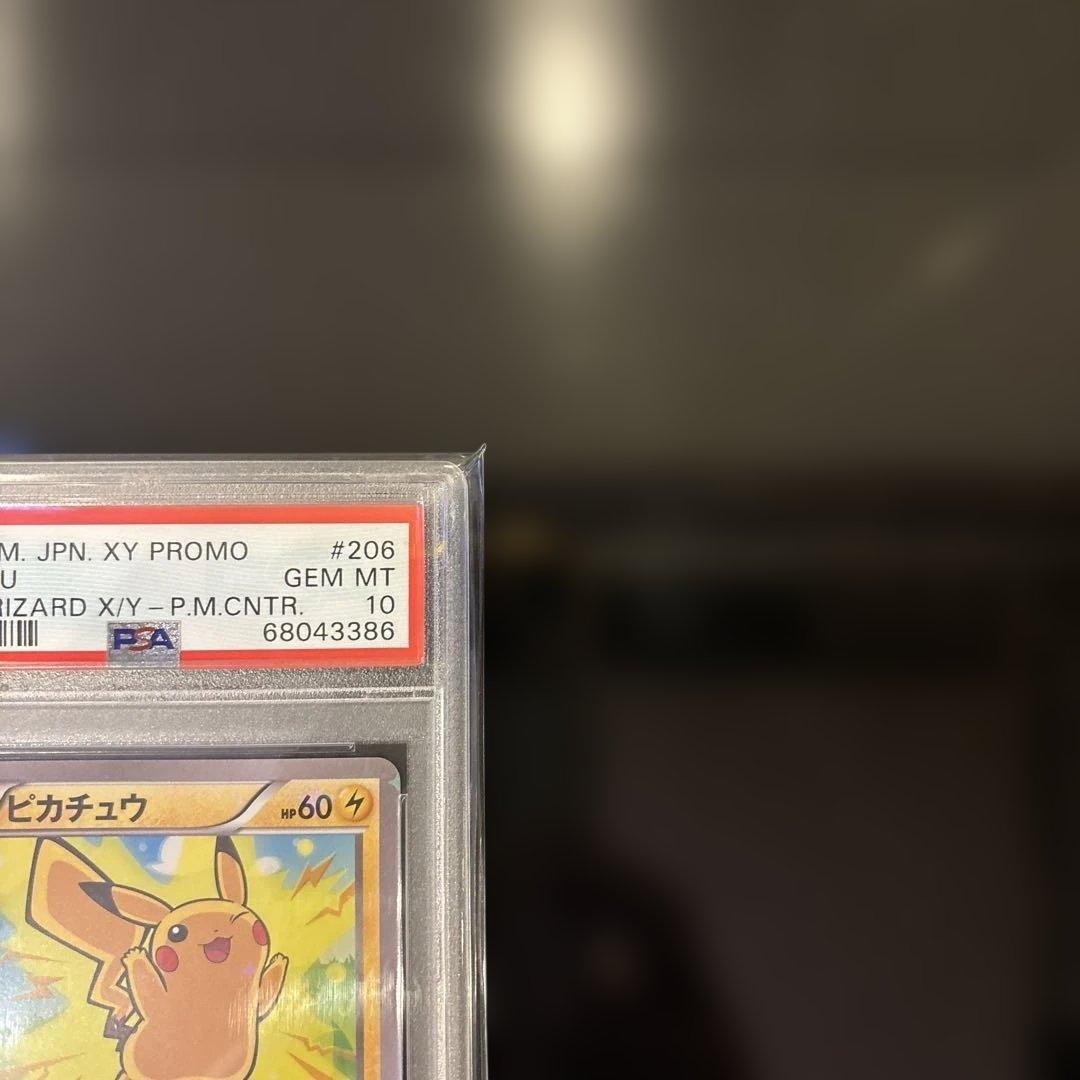 M. JPN. XY PROMO #206
U GEM MT
RIZARD X/Y - P.M.CNTR. 10
PSA 68043386
ピカチュウ HP60